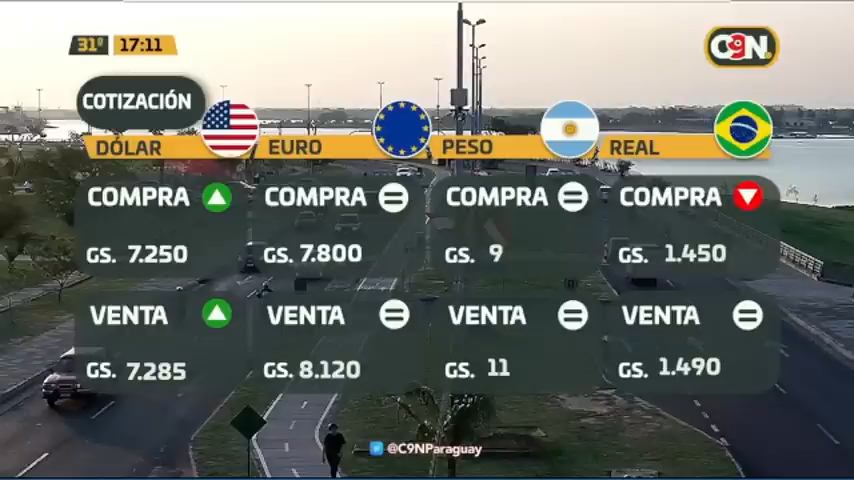 31° 17:11
C9N.
COTIZACIÓN
DÓLAR EURO PESO REAL
COMPRA COMPRA COMPRA COMPRA
GS. 7.250 GS. 7.800 GS. 9 GS. 1.450
VENTA VENTA VENTA VENTA
GS. 7.285 GS. 8.120 GS. 11 GS. 1.490
@C9NParaguay